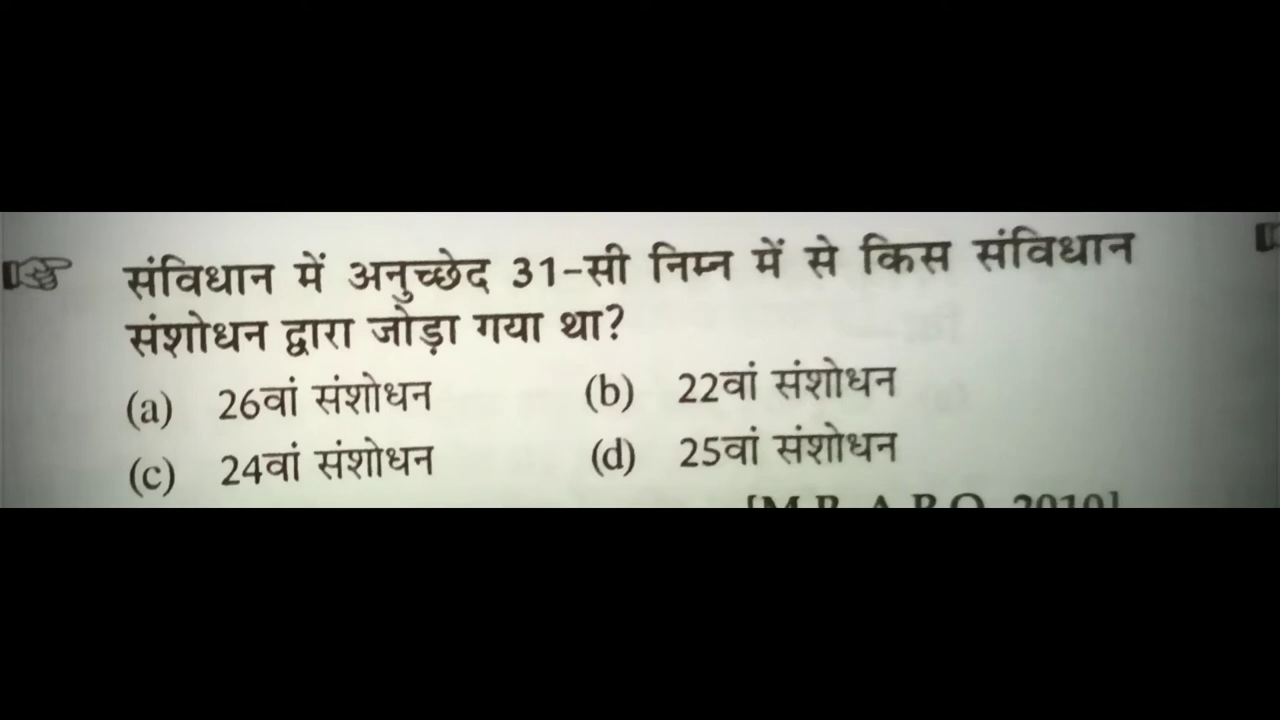 संविधान में अनुच्छेद 31-सी निम्न में से किस संविधान
संशोधन द्वारा जोड़ा गया था?
(a) 26वां संशोधन (b) 22वां संशोधन
(c) 24वां संशोधन (d) 25वां संशोधन